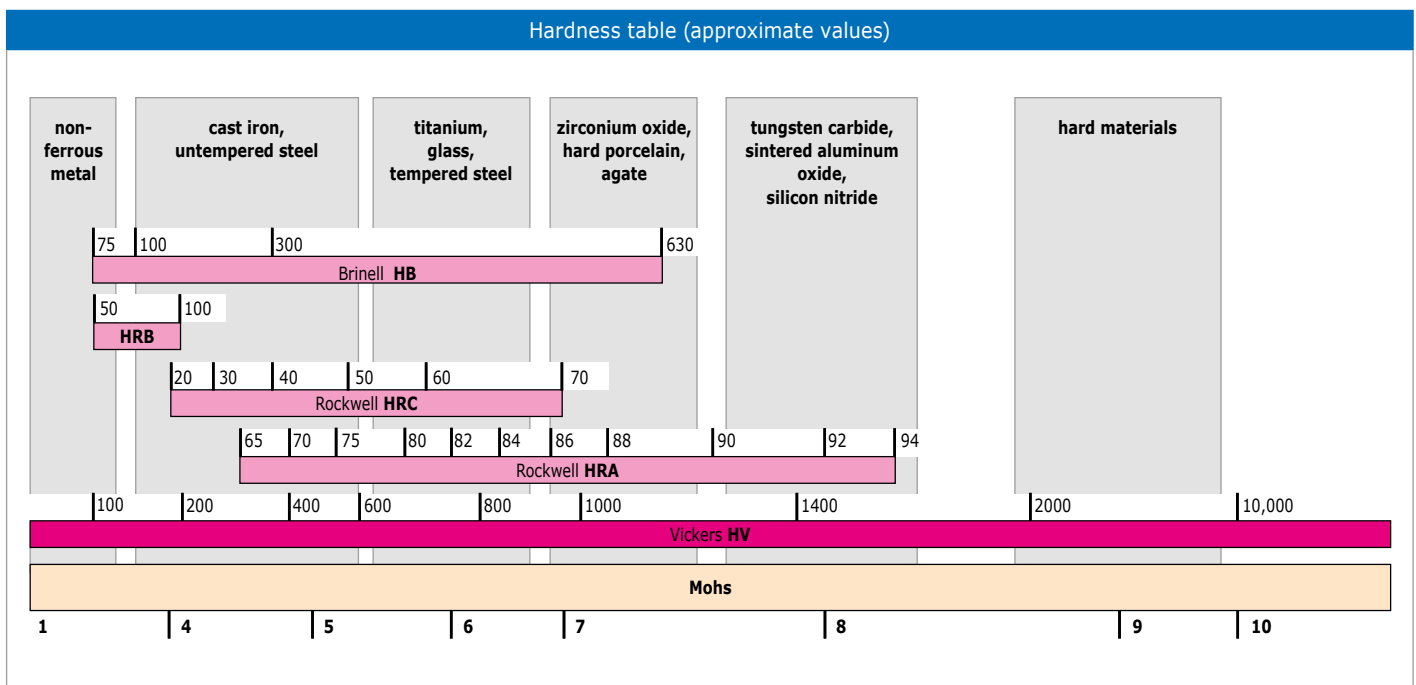 Hardness table (approximate values)
non-
ferrous
metal
cast iron,
untempered steel
titanium,
glass,
tempered steel
zirconium oxide,
hard porcelain,
agate
tungsten carbide,
sintered aluminum
oxide,
silicon nitride
hard materials
75 100 300 630
Brinell HB
50 100
HRB
20 30 40 50 60 70
Rockwell HRC
65 70 75 80 82 84 86 88 90 92 94
Rockwell HRA
100 200 400 600 800 1000 1400 2000 10,000
Vickers HV
Mohs
1 4 5 6 7 8 9 10